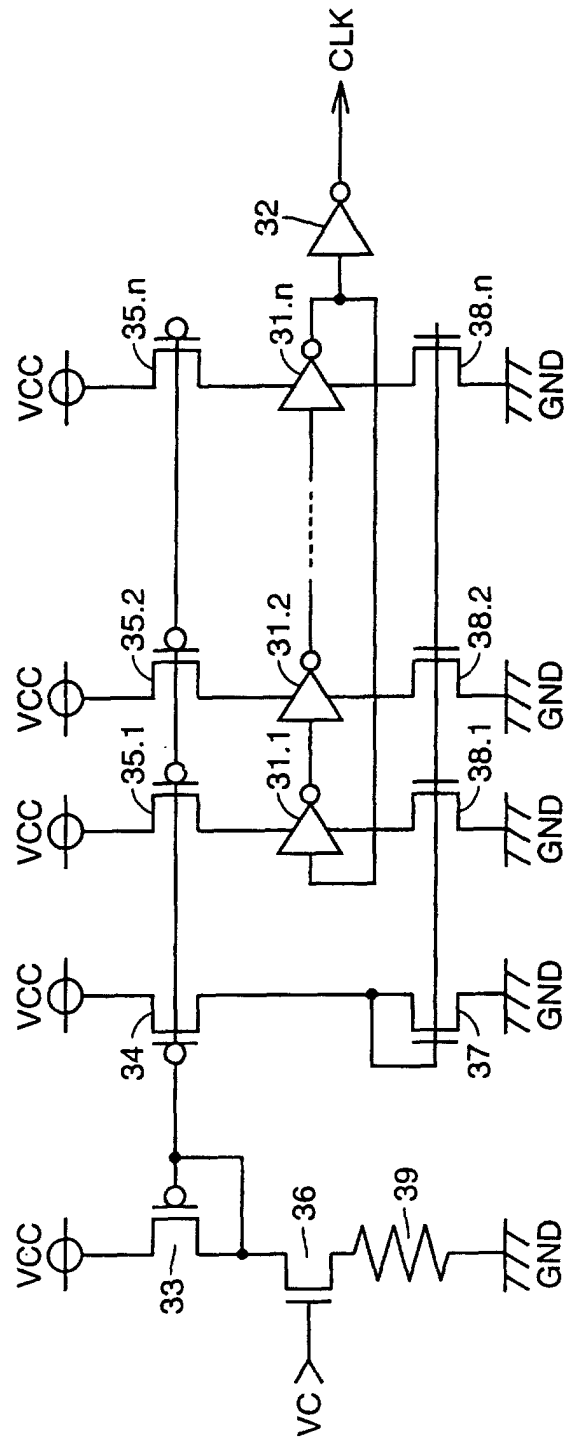 VCC
VCC
VCC
VCC
VCC
33
34
35.1
35.2
35.n
31.1
31.2
31.n
32
CLK
VC
36
39
37
38.1
38.2
38.n
GND
GND
GND
GND
GND